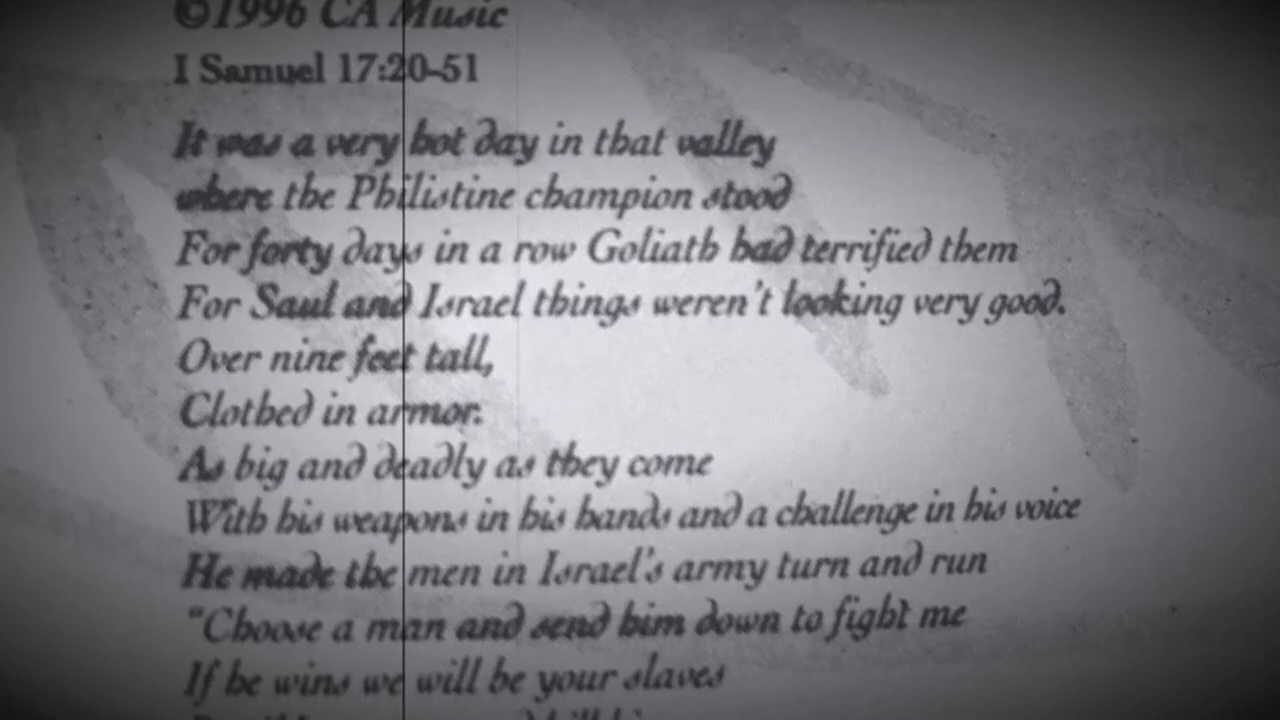 ©1996 CA Music
I Samuel 17:20-51
It was a very hot day in that valley
where the Philistine champion stood
For forty days in a row Goliath had terrified them
For Saul and Israel things weren't looking very good.
Over nine feet tall,
Clothed in armor.
As big and deadly as they come
With his weapons in his hands and a challenge in his voice
He made the men in Israel's army turn and run
"Choose a man and send him down to fight me
If he wins we will be your slaves